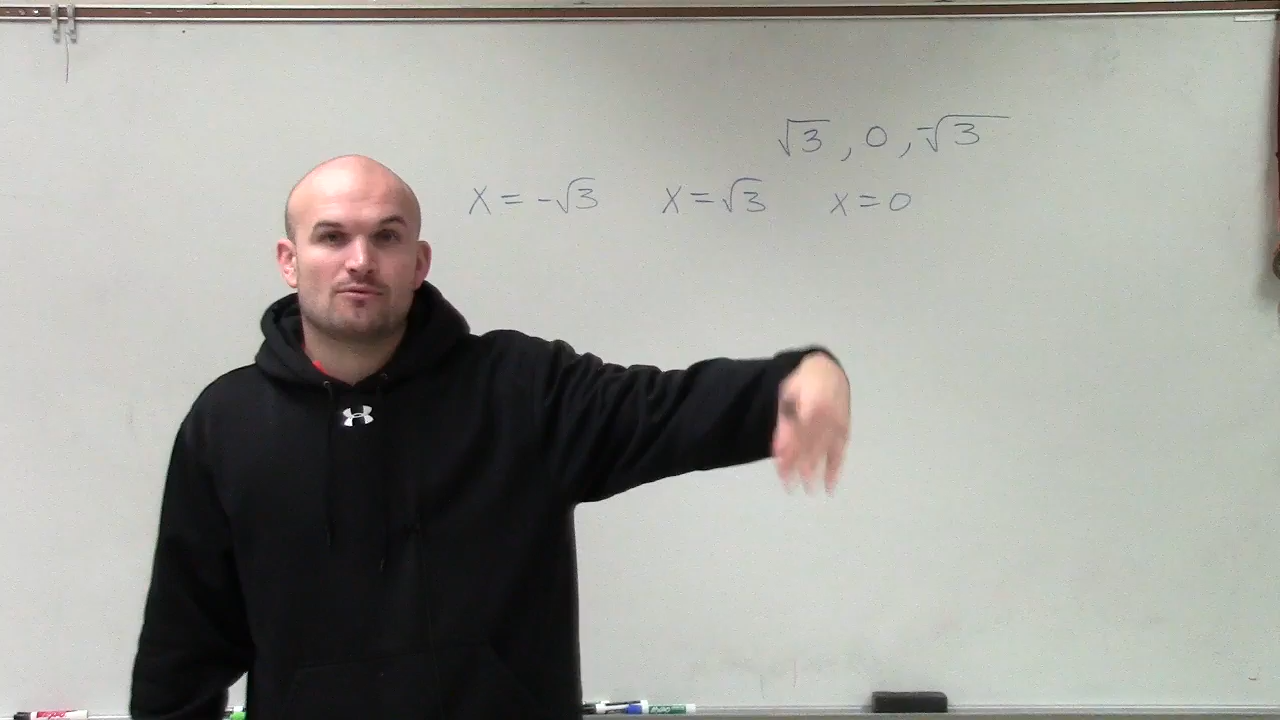 √3 , 0 , -√3
x = -√3 x = √3 x = 0